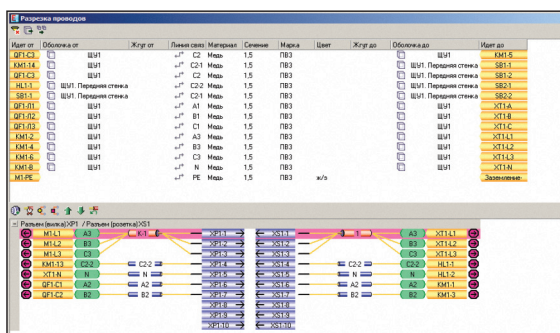 Разрезка проводов
Идет от Оболочка от Жгут от Линия связ Материал Сечение Марка Цвет Жгут до Оболочка до Идет до
QF1-C3 ЩУ1 C2 Медь 1,5 ПВ3 ЩУ1 KM1-5
KM1-14 ЩУ1 C2-1 Медь 1,5 ПВ3 ЩУ1. Передняя стенка SB1-1
QF1-C3 ЩУ1 C2 Медь 1,5 ПВ3 ЩУ1. Передняя стенка SB1-2
HL1-1 ЩУ1. Передняя стенка C2-2 Медь 1,5 ПВ3 ЩУ1. Передняя стенка SB2-1
SB1-1 ЩУ1. Передняя стенка C2-1 Медь 1,5 ПВ3 ЩУ1. Передняя стенка SB2-2
QF1-Л1 ЩУ1 A1 Медь 1,5 ПВ3 ЩУ1 XT1-A
QF1-Л2 ЩУ1 B1 Медь 1,5 ПВ3 ЩУ1 XT1-B
QF1-Л3 ЩУ1 C1 Медь 1,5 ПВ3 ЩУ1 XT1-C
KM1-2 ЩУ1 A3 Медь 1,5 ПВ3 ЩУ1 XT1-L1
KM1-4 ЩУ1 B3 Медь 1,5 ПВ3 ЩУ1 XT1-L2
KM1-6 ЩУ1 C3 Медь 1,5 ПВ3 ЩУ1 XT1-L3
KM1-B ЩУ1 N Медь 1,5 ПВ3 ЩУ1 XT1-N
M1-PE PE Медь 1,5 ПВ3 ж/з Заземление
Разъем (вилка)XP1 / Разъем (розетка)XS1
M1-L1 A3 K-1 XP1-1 XS1-1 1 A3 XT1-L1
M1-L2 B3 XP1-2 XS1-2 B3 XT1-L2
M1-L3 C3 XP1-3 XS1-3 C3 XT1-L3
KM1-13 C2-2 C2-2 XP1-4 XS1-4 C2-2 C2-2 HL1-1
XT1-N N N XP1-5 XS1-5 N N HL1-2
QF1-C1 A2 A2 XP1-6 XS1-6 A2 A2 KM1-1
QF1-C2 B2 B2 XP1-7 XS1-7 B2 B2 KM1-3
XP1-8 XS1-8
XP1-9 XS1-9
XP1-10 XS1-10